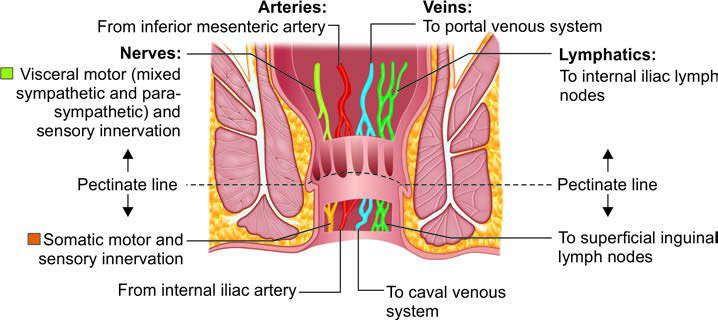 Arteries:
From inferior mesenteric artery
Veins:
To portal venous system
Nerves:
Visceral motor (mixed
sympathetic and para-
sympathetic) and
sensory innervation
Lymphatics:
To internal iliac lymph
nodes
Pectinate line
Pectinate line
Somatic motor and
sensory innervation
To superficial inguinal
lymph nodes
From internal iliac artery
To caval venous
system